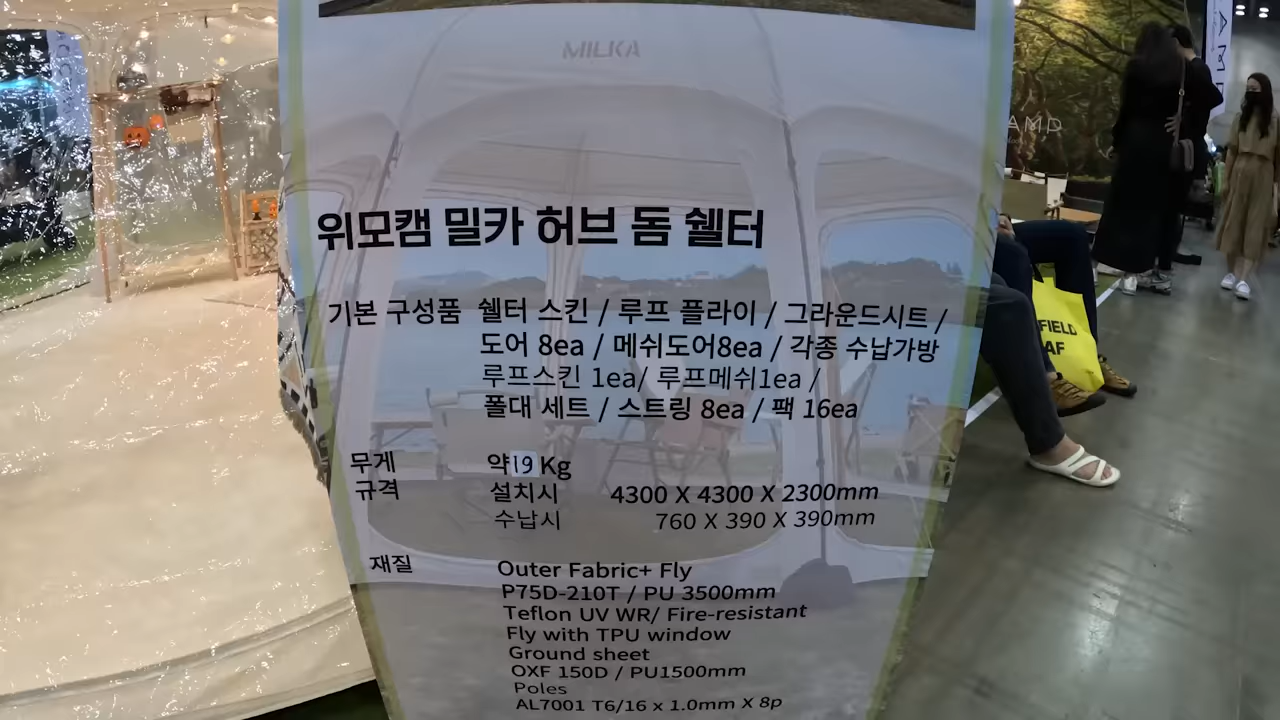 MILKA
위모캠 밀카 허브 돔 쉘터
기본 구성품 쉘터 스킨 / 루프 플라이 / 그라운드시트 /
도어 8ea / 메쉬도어8ea / 각종 수납가방
루프스킨 1ea/ 루프메쉬1ea /
폴대 세트 / 스트링 8ea / 팩 16ea
무게 약19Kg
규격 설치시 4300 X 4300 X 2300mm
수납시 760 X 390 X 390mm
재질 Outer Fabric+ Fly
P75D-210T / PU 3500mm
Teflon UV WR/ Fire-resistant
Fly with TPU window
Ground sheet
OXF 150D / PU1500mm
Poles
AL7001 T6/16 x 1.0mm X 8p
FIELD
AF